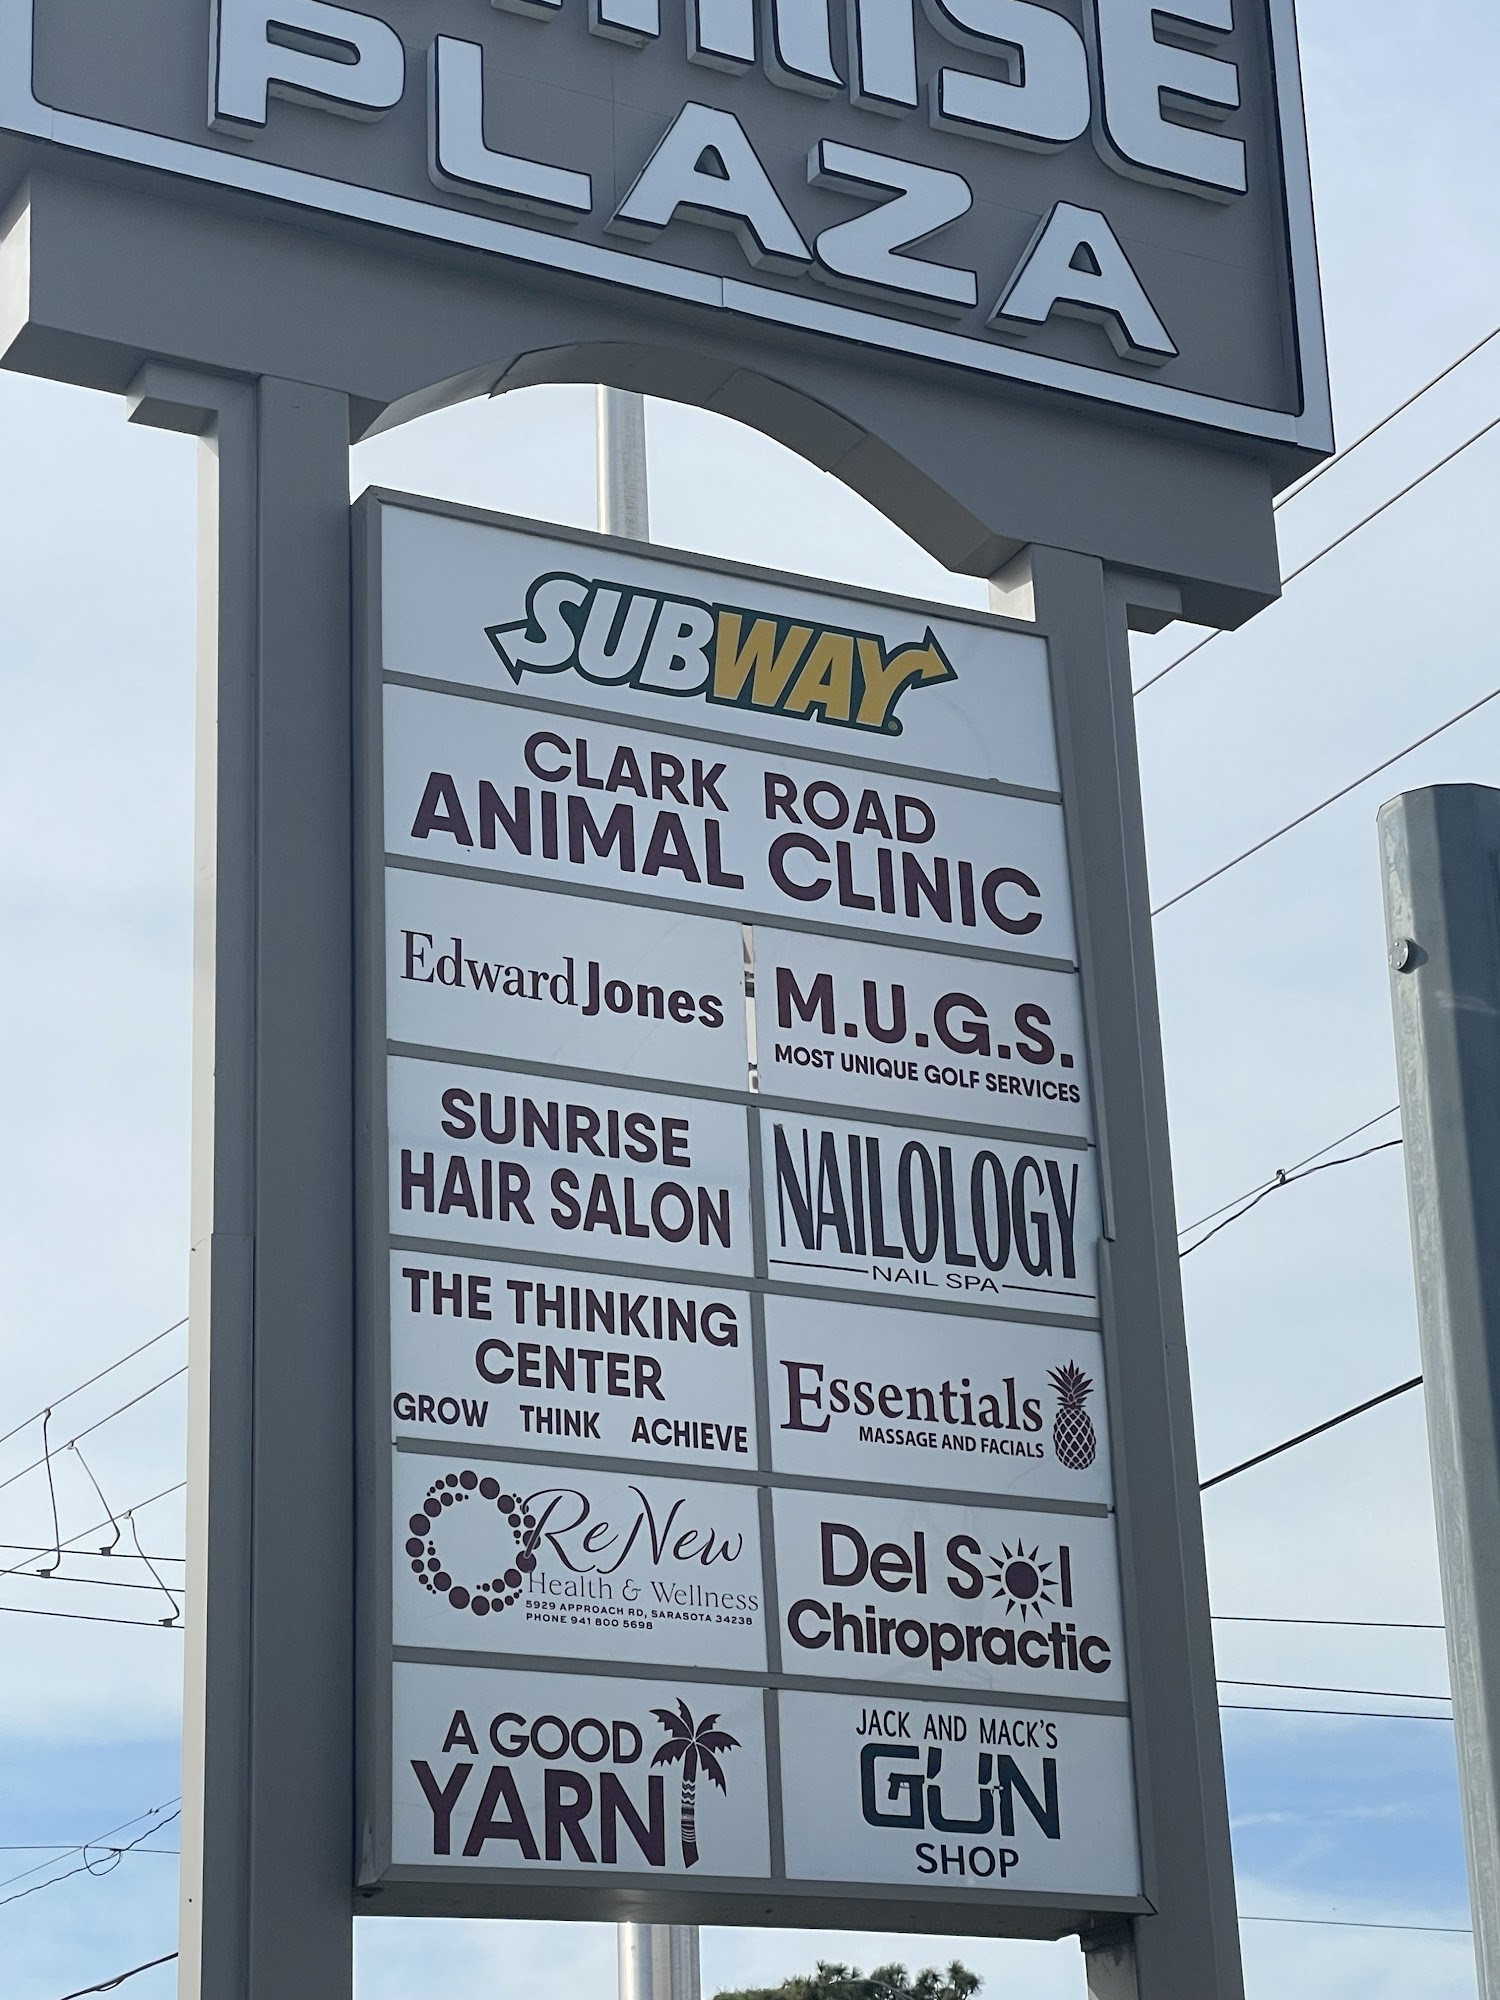 PLAZA
SUBWAY
CLARK ROAD
ANIMAL CLINIC
Edward Jones
M.U.G.S.
MOST UNIQUE GOLF SERVICES
SUNRISE
HAIR SALON
NAILOLOGY
NAIL SPA
THE THINKING
CENTER
GROW THINK ACHIEVE
Essentials
MASSAGE AND FACIALS
ReNew
Health & Wellness
5929 APPROACH RD, SARASOTA 34238
PHONE 941 800 5698
Del Sol
Chiropractic
A GOOD
YARN
JACK AND MACK'S
GUN
SHOP